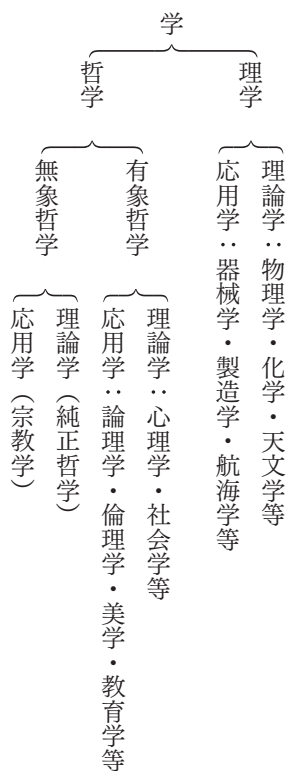 学
理学
理論学：物理学・化学・天文学等
応用学：器械学・製造学・航海学等
哲学
有象哲学
理論学：心理学・社会学等
応用学：論理学・倫理学・美学・教育学等
無象哲学
理論学（純正哲学）
応用学（宗教学）